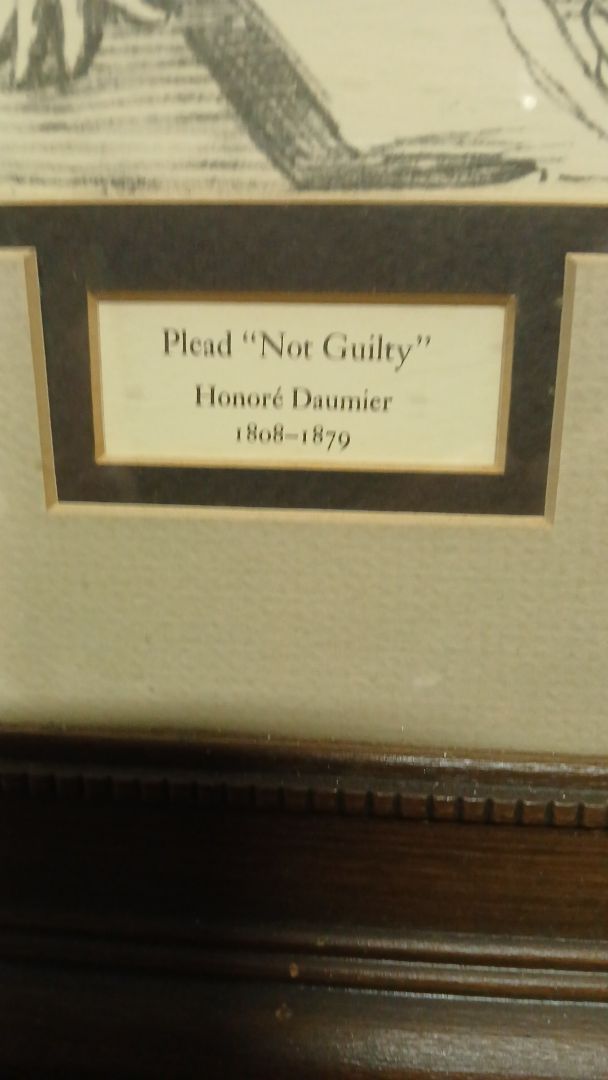 Plead “Not Guilty”
Honoré Daumier
1808–1879